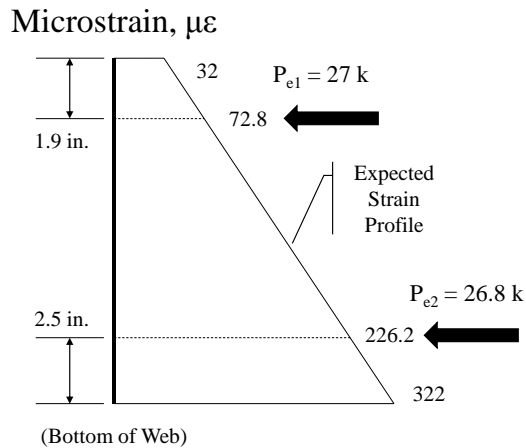 Microstrain, με
32
P_e1 = 27 k
72.8
1.9 in.
Expected
Strain
Profile
P_e2 = 26.8 k
2.5 in.
226.2
322
(Bottom of Web)